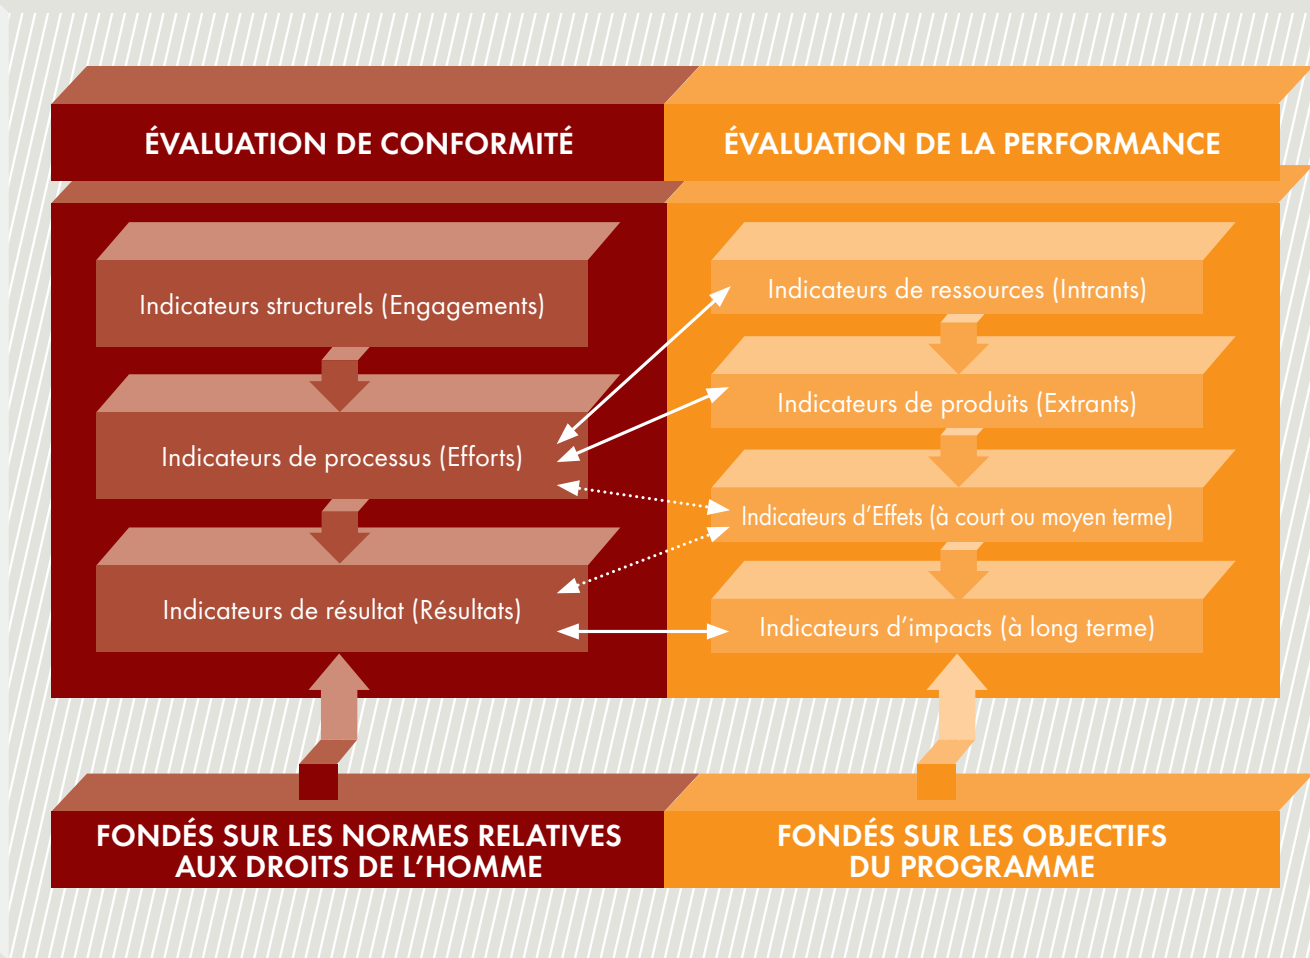 ÉVALUATION DE CONFORMITÉ
ÉVALUATION DE LA PERFORMANCE
Indicateurs structurels (Engagements)
Indicateurs de processus (Efforts)
Indicateurs de résultat (Résultats)
Indicateurs de ressources (Intrants)
Indicateurs de produits (Extrants)
Indicateurs d'Effets (à court ou moyen terme)
Indicateurs d'impacts (à long terme)
FONDÉS SUR LES NORMES RELATIVES
AUX DROITS DE L'HOMME
FONDÉS SUR LES OBJECTIFS
DU PROGRAMME